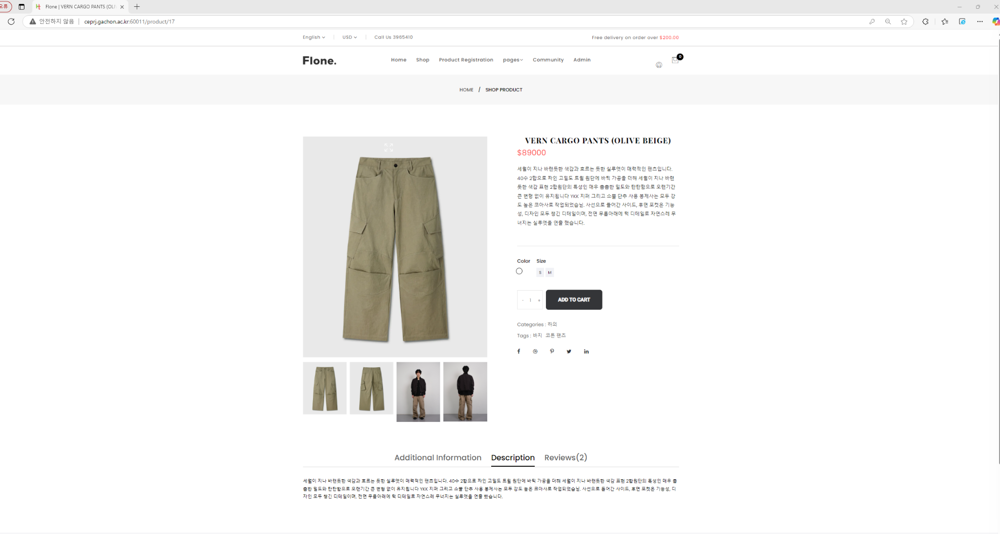 오류
Flone | VERN CARGO PANTS (OLI
안전하지 않음
ceprj.gachon.ac.kr:60011/product/17
English
USD
Call Us 3965410
Free delivery on order over $200.00
Flone.
Home
Shop
Product Registration
pages
Community
Admin
0
HOME / SHOP PRODUCT
VERN CARGO PANTS (OLIVE BEIGE)
$89000
세월이 지나 바랜듯한 색감과 흐르는 듯한 실루엣이 매력적인 팬츠입니다.
40수 2합으로 짜인 고밀도 트윌 원단에 바틱 가공을 더해 세월이 지나 바랜
듯한 색감 표현 2합원단의 특성인 매우 촘촘한 밀도와 탄탄함으로 오랜기간
큰 변형 없이 유지됩니다 YKK 지퍼 그리고 소뿔 단추 사용 봉제사는 모두 강
도 높은 코아사로 작업되었습닏. 사선으로 들어간 사이드, 후면 포켓은 기능
성, 디자인 모두 챙긴 디테일이며, 전면 무릎아래에 턱 디테일로 자연스레 무
너지는 실루엣을 연출 했습니다.
Color Size
S M
- 1 +
ADD TO CART
Categories : 하의
Tags : 바지 코튼 팬츠
Additional Information
Description
Reviews(2)
세월이 지나 바랜듯한 색감과 흐르는 듯한 실루엣이 매력적인 팬츠입니다. 40수 2합으로 짜인 고밀도 트윌 원단에 바틱 가공을 더해 세월이 지나 바랜듯한 색감 표현 2합원단의 특성인 매우 촘
촘한 밀도와 탄탄함으로 오랜기간 큰 변형 없이 유지됩니다 YKK 지퍼 그리고 소뿔 단추 사용 봉제사는 모두 강도 높은 코아사로 작업되었습닏. 사선으로 들어간 사이드, 후면 포켓은 기능성, 디
자인 모두 챙긴 디테일이며, 전면 무릎아래에 턱 디테일로 자연스레 무너지는 실루엣을 연출 했습니다.